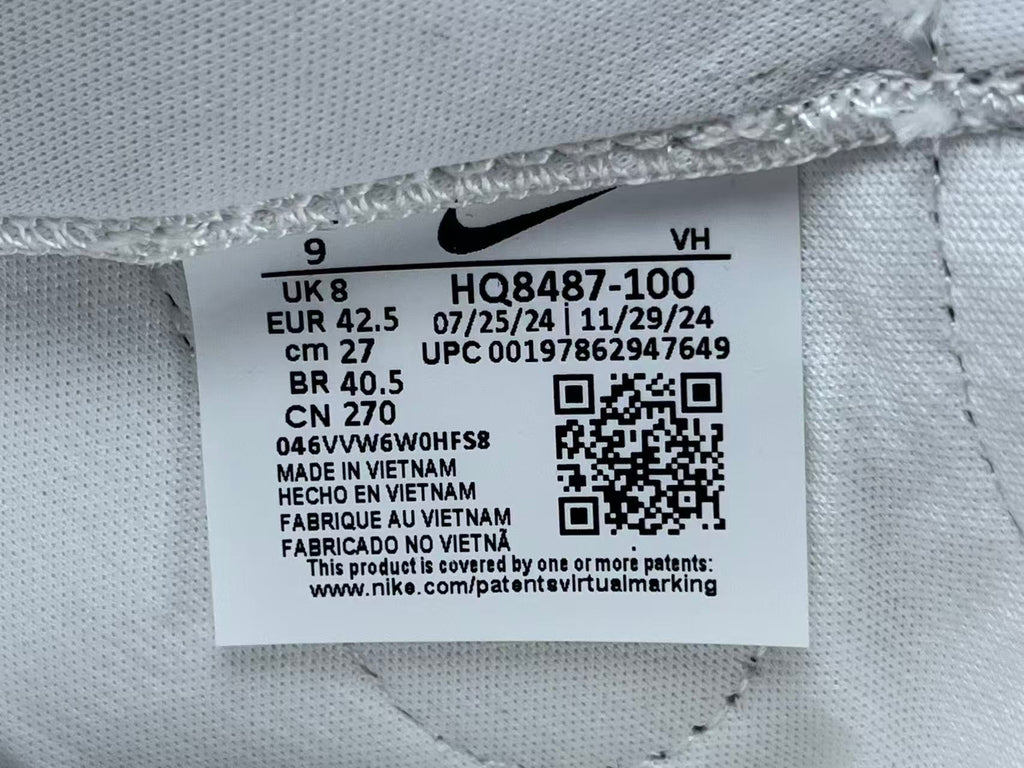 9
VH
UK 8
HQ8487-100
EUR 42.5
07/25/24 | 11/29/24
cm 27
UPC 00197862947649
BR 40.5
CN 270
046VVW6W0HFS8
MADE IN VIETNAM
HECHO EN VIETNAM
FABRIQUE AU VIETNAM
FABRICADO NO VIETNÃ
This product is covered by one or more patents:
www.nike.com/patentsvirtualmarking